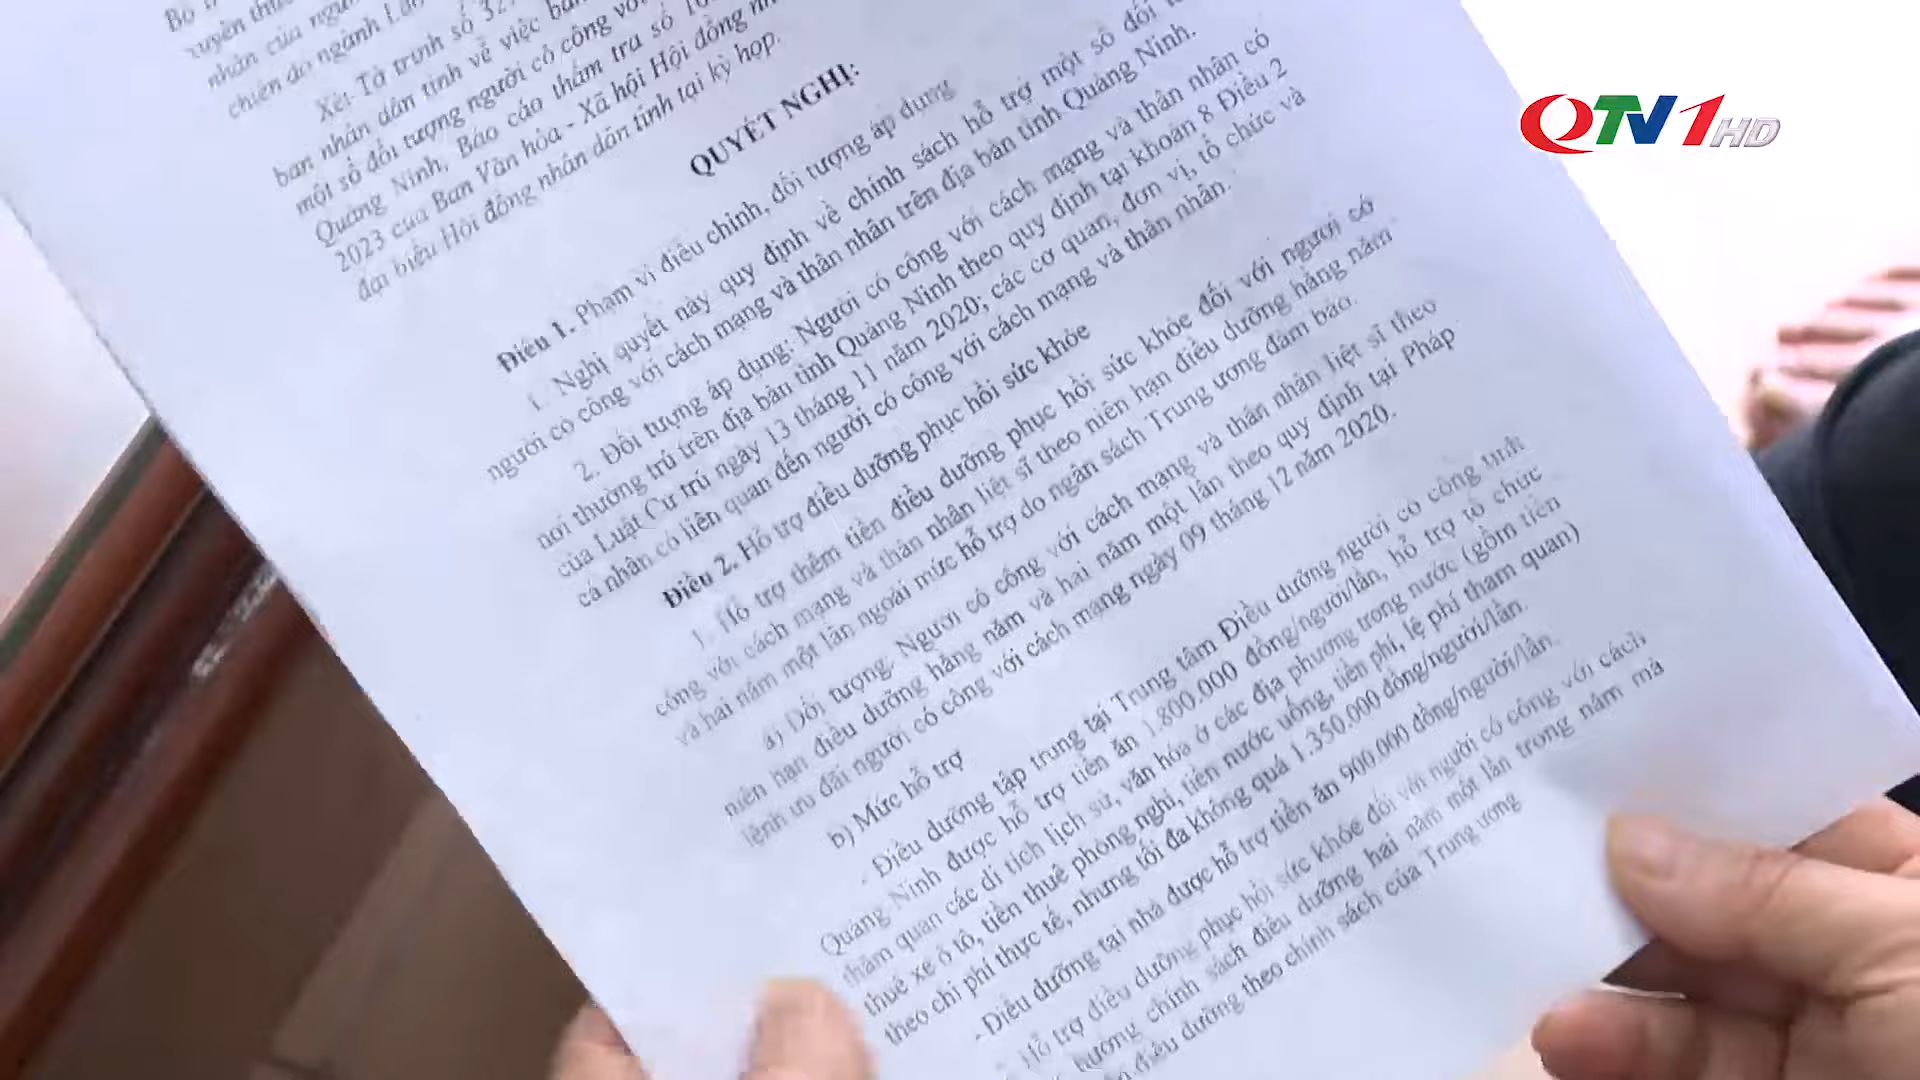 nhân của
chiến do ngành
Xét Tờ trình số
ban nhân dân tỉnh về việc
một số đối tượng người có công với
Quảng Ninh, Báo cáo thẩm tra số
2023 của Ban Văn hóa - Xã hội Hội đồng
đại biểu Hội đồng nhân dân tỉnh tại kỳ họp.
QUYẾT NGHỊ:
Điều 1. Phạm vi điều chỉnh, đối tượng áp dụng
1. Nghị quyết này quy định về chính sách hỗ trợ một số đối
người có công với cách mạng và thân nhân trên địa bàn tỉnh Quảng Ninh.
2. Đối tượng áp dụng: Người có công với cách mạng và thân nhân có
nơi thường trú trên địa bàn tỉnh Quảng Ninh theo quy định tại khoản 8 Điều 2
của Luật Cư trú ngày 13 tháng 11 năm 2020; các cơ quan, đơn vị, tổ chức và
cá nhân có liên quan đến người có công với cách mạng và thân nhân.
Điều 2. Hỗ trợ điều dưỡng phục hồi sức khỏe
1. Hỗ trợ thêm tiền điều dưỡng phục hồi sức khỏe đối với người có
công với cách mạng và thân nhân liệt sĩ theo niên hạn điều dưỡng hằng năm
và hai năm một lần ngoài mức hỗ trợ do ngân sách Trung ương đảm bảo.
a) Đối tượng: Người có công với cách mạng và thân nhân liệt sĩ theo
niên hạn điều dưỡng hằng năm và hai năm một lần theo quy định tại Pháp
lệnh ưu đãi người có công với cách mạng ngày 09 tháng 12 năm 2020.
b) Mức hỗ trợ
- Điều dưỡng tập trung tại Trung tâm Điều dưỡng người có công tỉnh
Quảng Ninh được hỗ trợ tiền ăn 1.800.000 đồng/người/lần, hỗ trợ tổ chức
thăm quan các di tích lịch sử, văn hóa ở các địa phương trong nước (gồm tiền
thuê xe ô tô, tiền thuê phòng nghỉ, tiền nước uống, tiền phí, lệ phí tham quan)
theo chi phí thực tế, nhưng tối đa không quá 1.350.000 đồng/người/lần.
- Điều dưỡng tại nhà được hỗ trợ tiền ăn 900.000 đồng/người/lần.
Hỗ trợ điều dưỡng phục hồi sức khỏe đối với người có công với cách
hưởng chính sách điều dưỡng hai năm một lần trong năm mà
điều dưỡng theo chính sách của Trung ương
QTV1HD